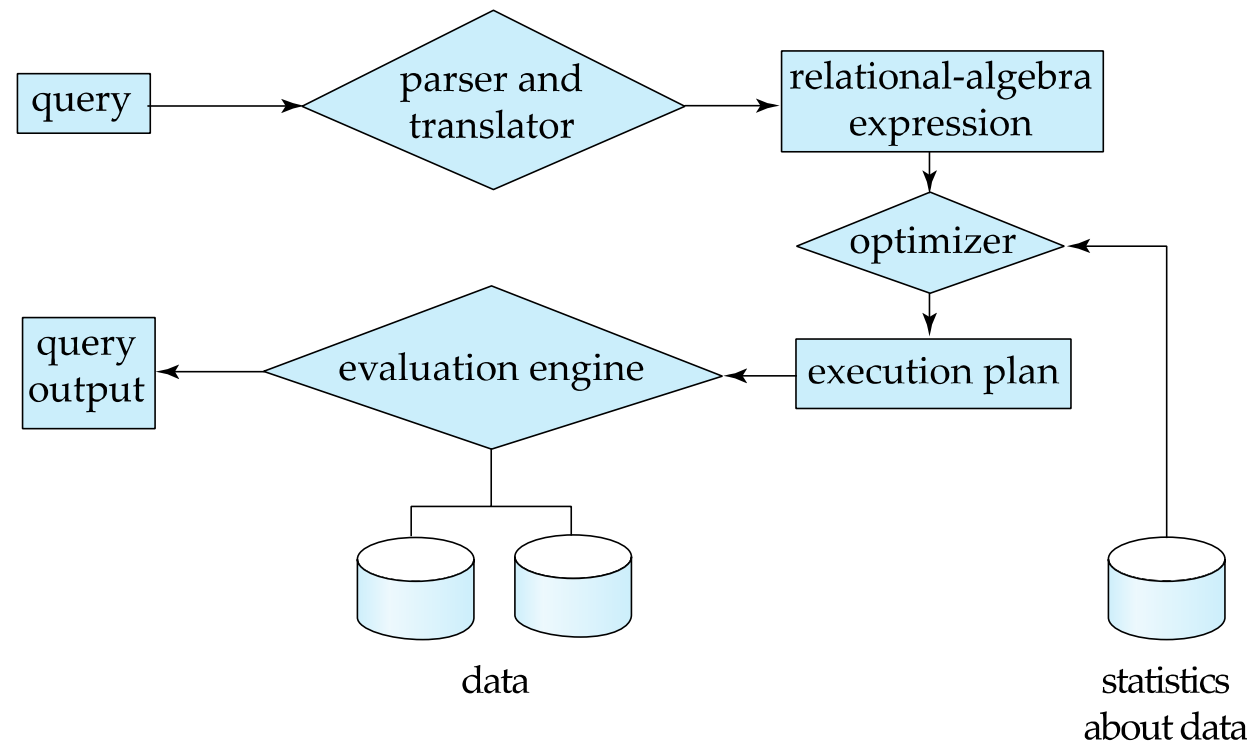 query
parser and
translator
relational-algebra
expression
optimizer
query
output
evaluation engine
execution plan
data
statistics
about data